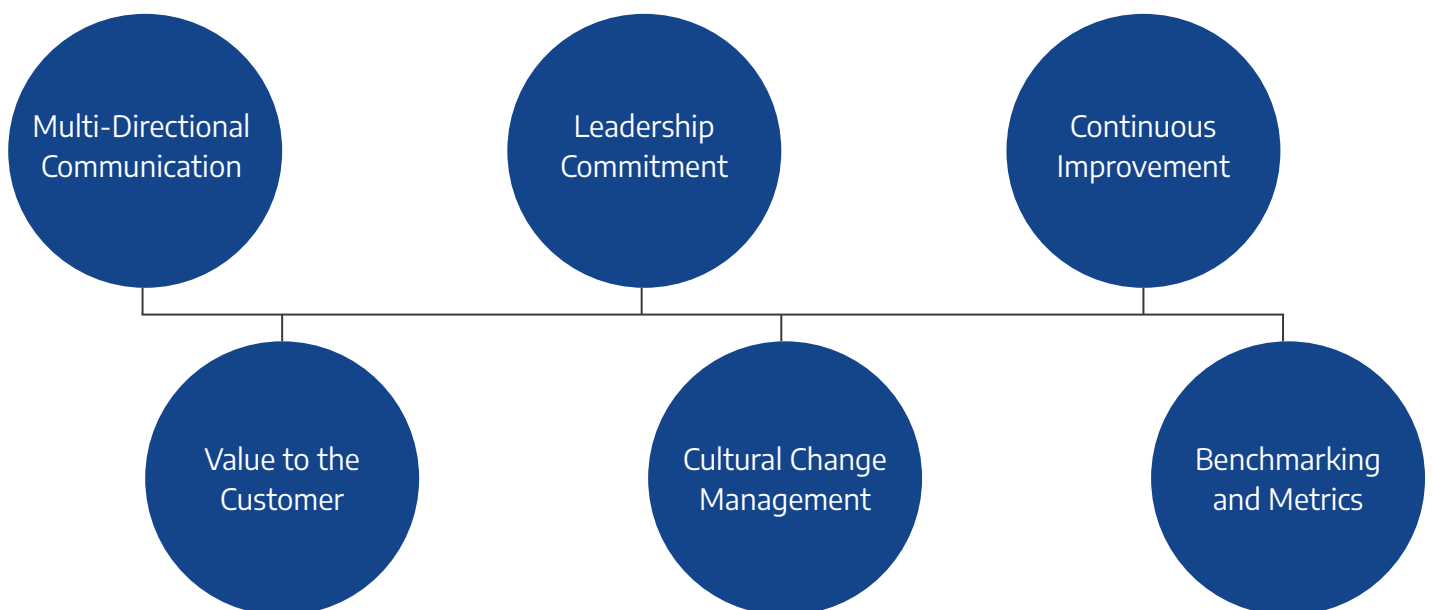 Multi-Directional
Communication
Leadership
Commitment
Continuous
Improvement
Value to the
Customer
Cultural Change
Management
Benchmarking
and Metrics